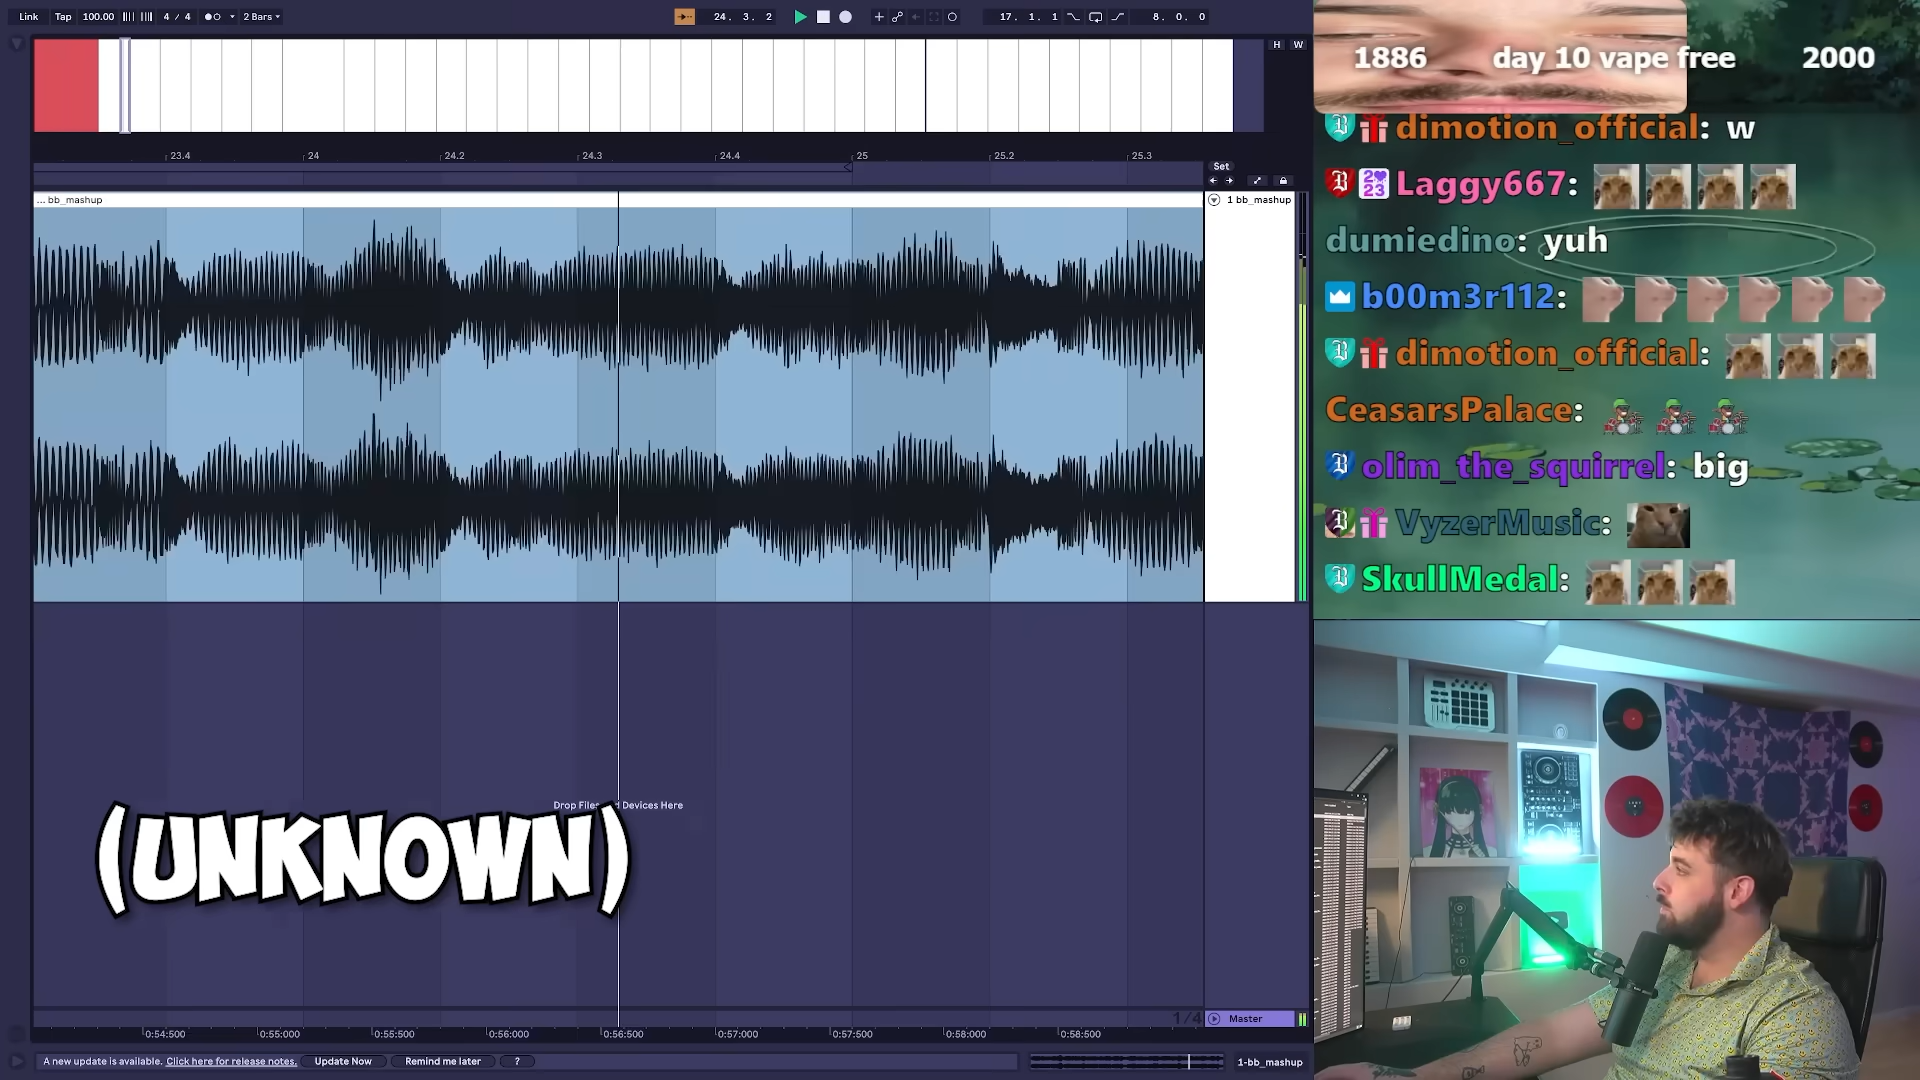 Link Tap 100.00 4 / 4 2 Bars 24. 3. 2 17. 1. 1 8. 0. 0
H W
23.4 24 24.2 24.3 24.4 25 25.2 25.3
Set
... bb_mashup
1 bb_mashup
Drop Files d Devices Here
(UNKNOWN)
1/4
Master
0:54:500 0:55:000 0:55:500 0:56:000 0:56:500 0:57:000 0:57:500 0:58:000 0:58:500
A new update is available. Click here for release notes. Update Now Remind me later ?
1-bb_mashup
1886 day 10 vape free 2000
dimotion_official: w
Laggy667:
dumiedino: yuh
b00m3r112:
dimotion_official:
CeasarsPalace:
olim_the_squirrel: big
VyzerMusic:
SkullMedal: